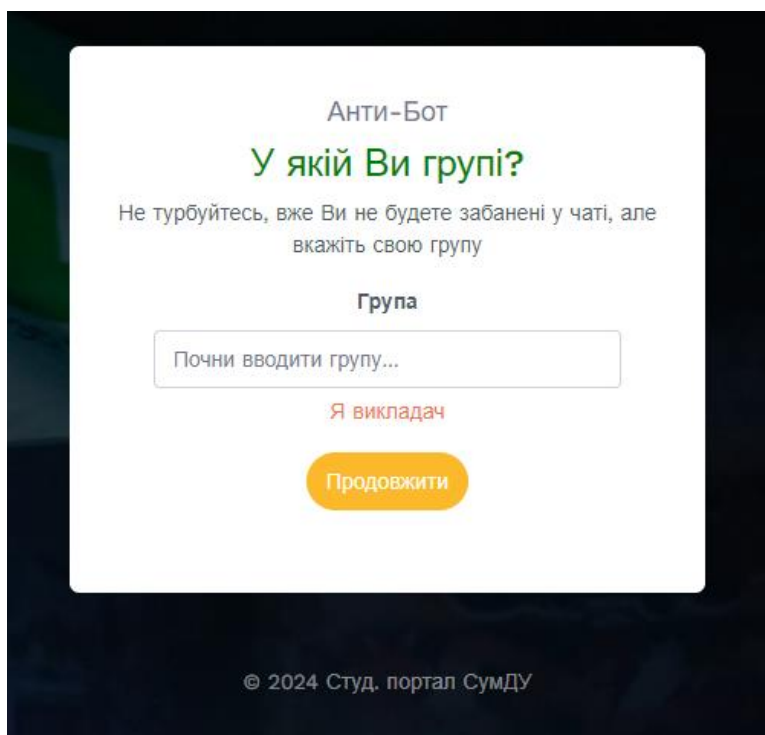 Анти-Бот
У якій Ви групі?
Не турбуйтесь, вже Ви не будете забанені у чаті, але
вкажіть свою групу
Група
Почни вводити групу...
Я викладач
Продовжити
© 2024 Студ. портал СумДУ